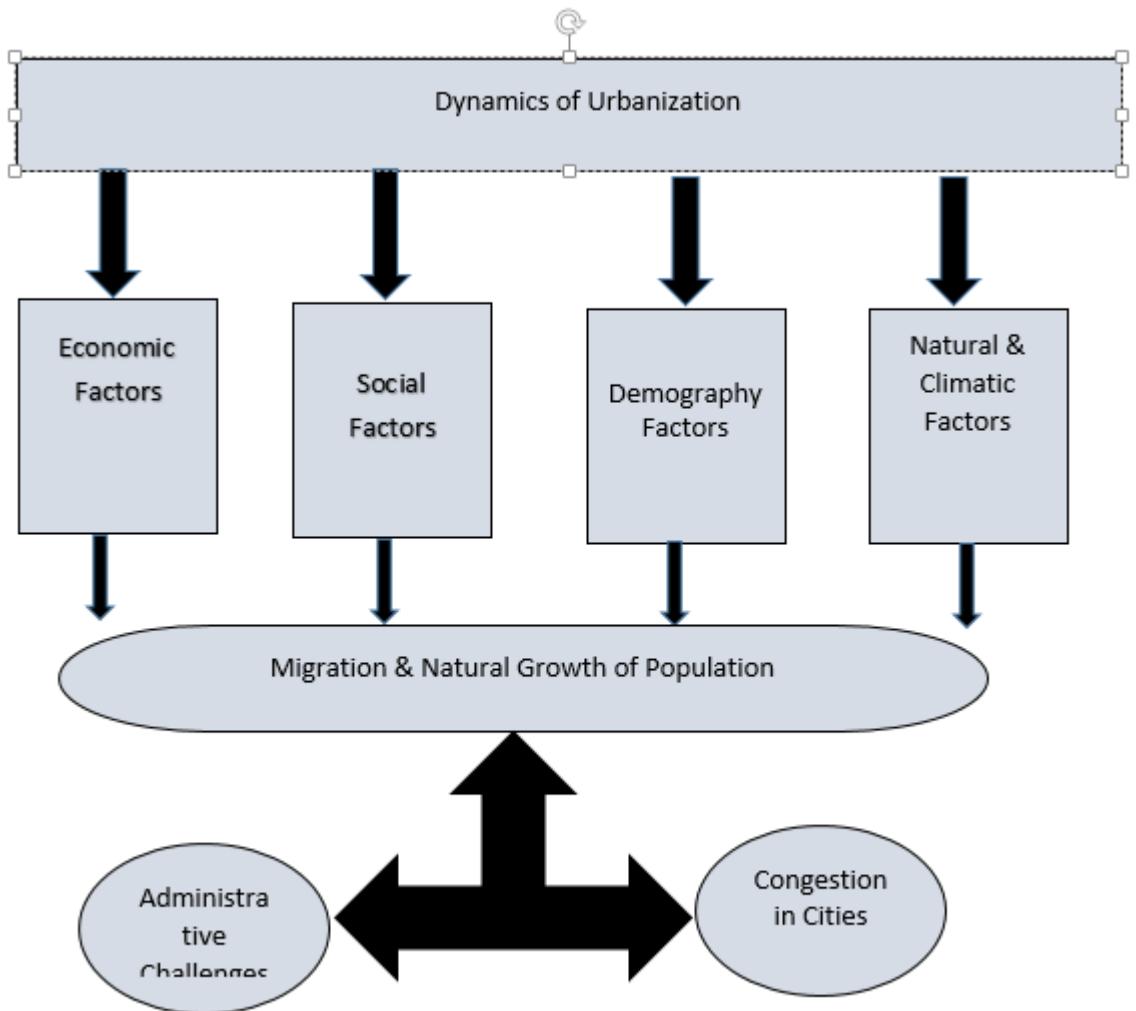 Dynamics of Urbanization
Economic
Factors
Social
Factors
Demography
Factors
Natural &
Climatic
Factors
Migration & Natural Growth of Population
Administra
tive
Challenges
Congestion
in Cities